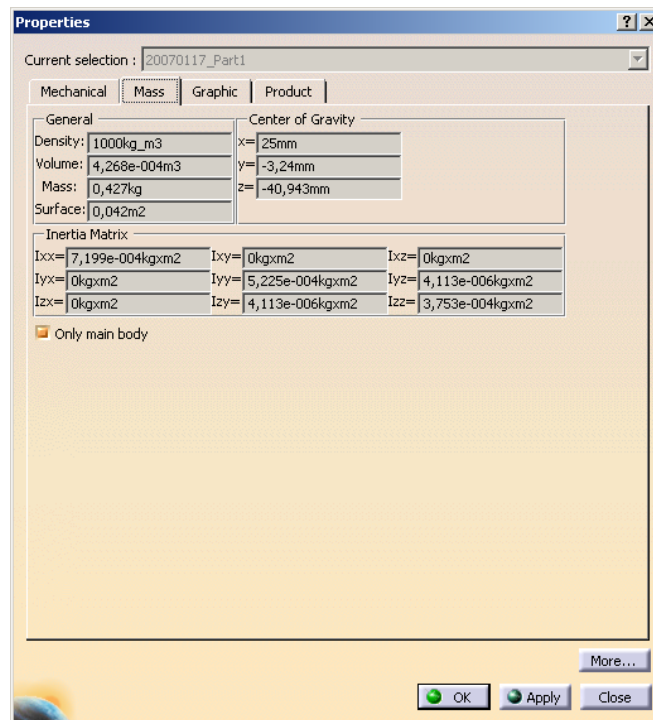 Properties
Current selection : 20070117_Part1
Mechanical Mass Graphic Product
General Center of Gravity
Density: 1000kg_m3 x= 25mm
Volume: 4,268e-004m3 y= -3,24mm
Mass: 0,427kg z= -40,943mm
Surface: 0,042m2
Inertia Matrix
Ixx= 7,199e-004kgxm2 Ixy= 0kgxm2 Ixz= 0kgxm2
Iyx= 0kgxm2 Iyy= 5,225e-004kgxm2 Iyz= 4,113e-006kgxm2
Izx= 0kgxm2 Izy= 4,113e-006kgxm2 Izz= 3,753e-004kgxm2
Only main body
More...
OK Apply Close